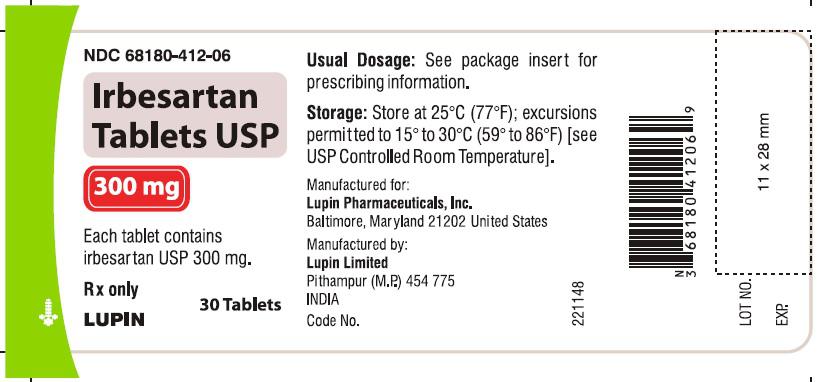 NDC 68180-412-06
Irbesartan
Tablets USP
300 mg
Each tablet contains
irbesartan USP 300 mg.
Rx only
30 Tablets
LUPIN
Usual Dosage: See package insert for
prescribing information.
Storage: Store at 25°C (77°F); excursions
permitted to 15° to 30°C (59° to 86°F) [see
USP Controlled Room Temperature].
Manufactured for:
Lupin Pharmaceuticals, Inc.
Baltimore, Maryland 21202 United States
Manufactured by:
Lupin Limited
Pithampur (M.P.) 454 775
INDIA
Code No.
221148
N
3 68180 41206 9
11 x 28 mm
LOT NO.
EXP.